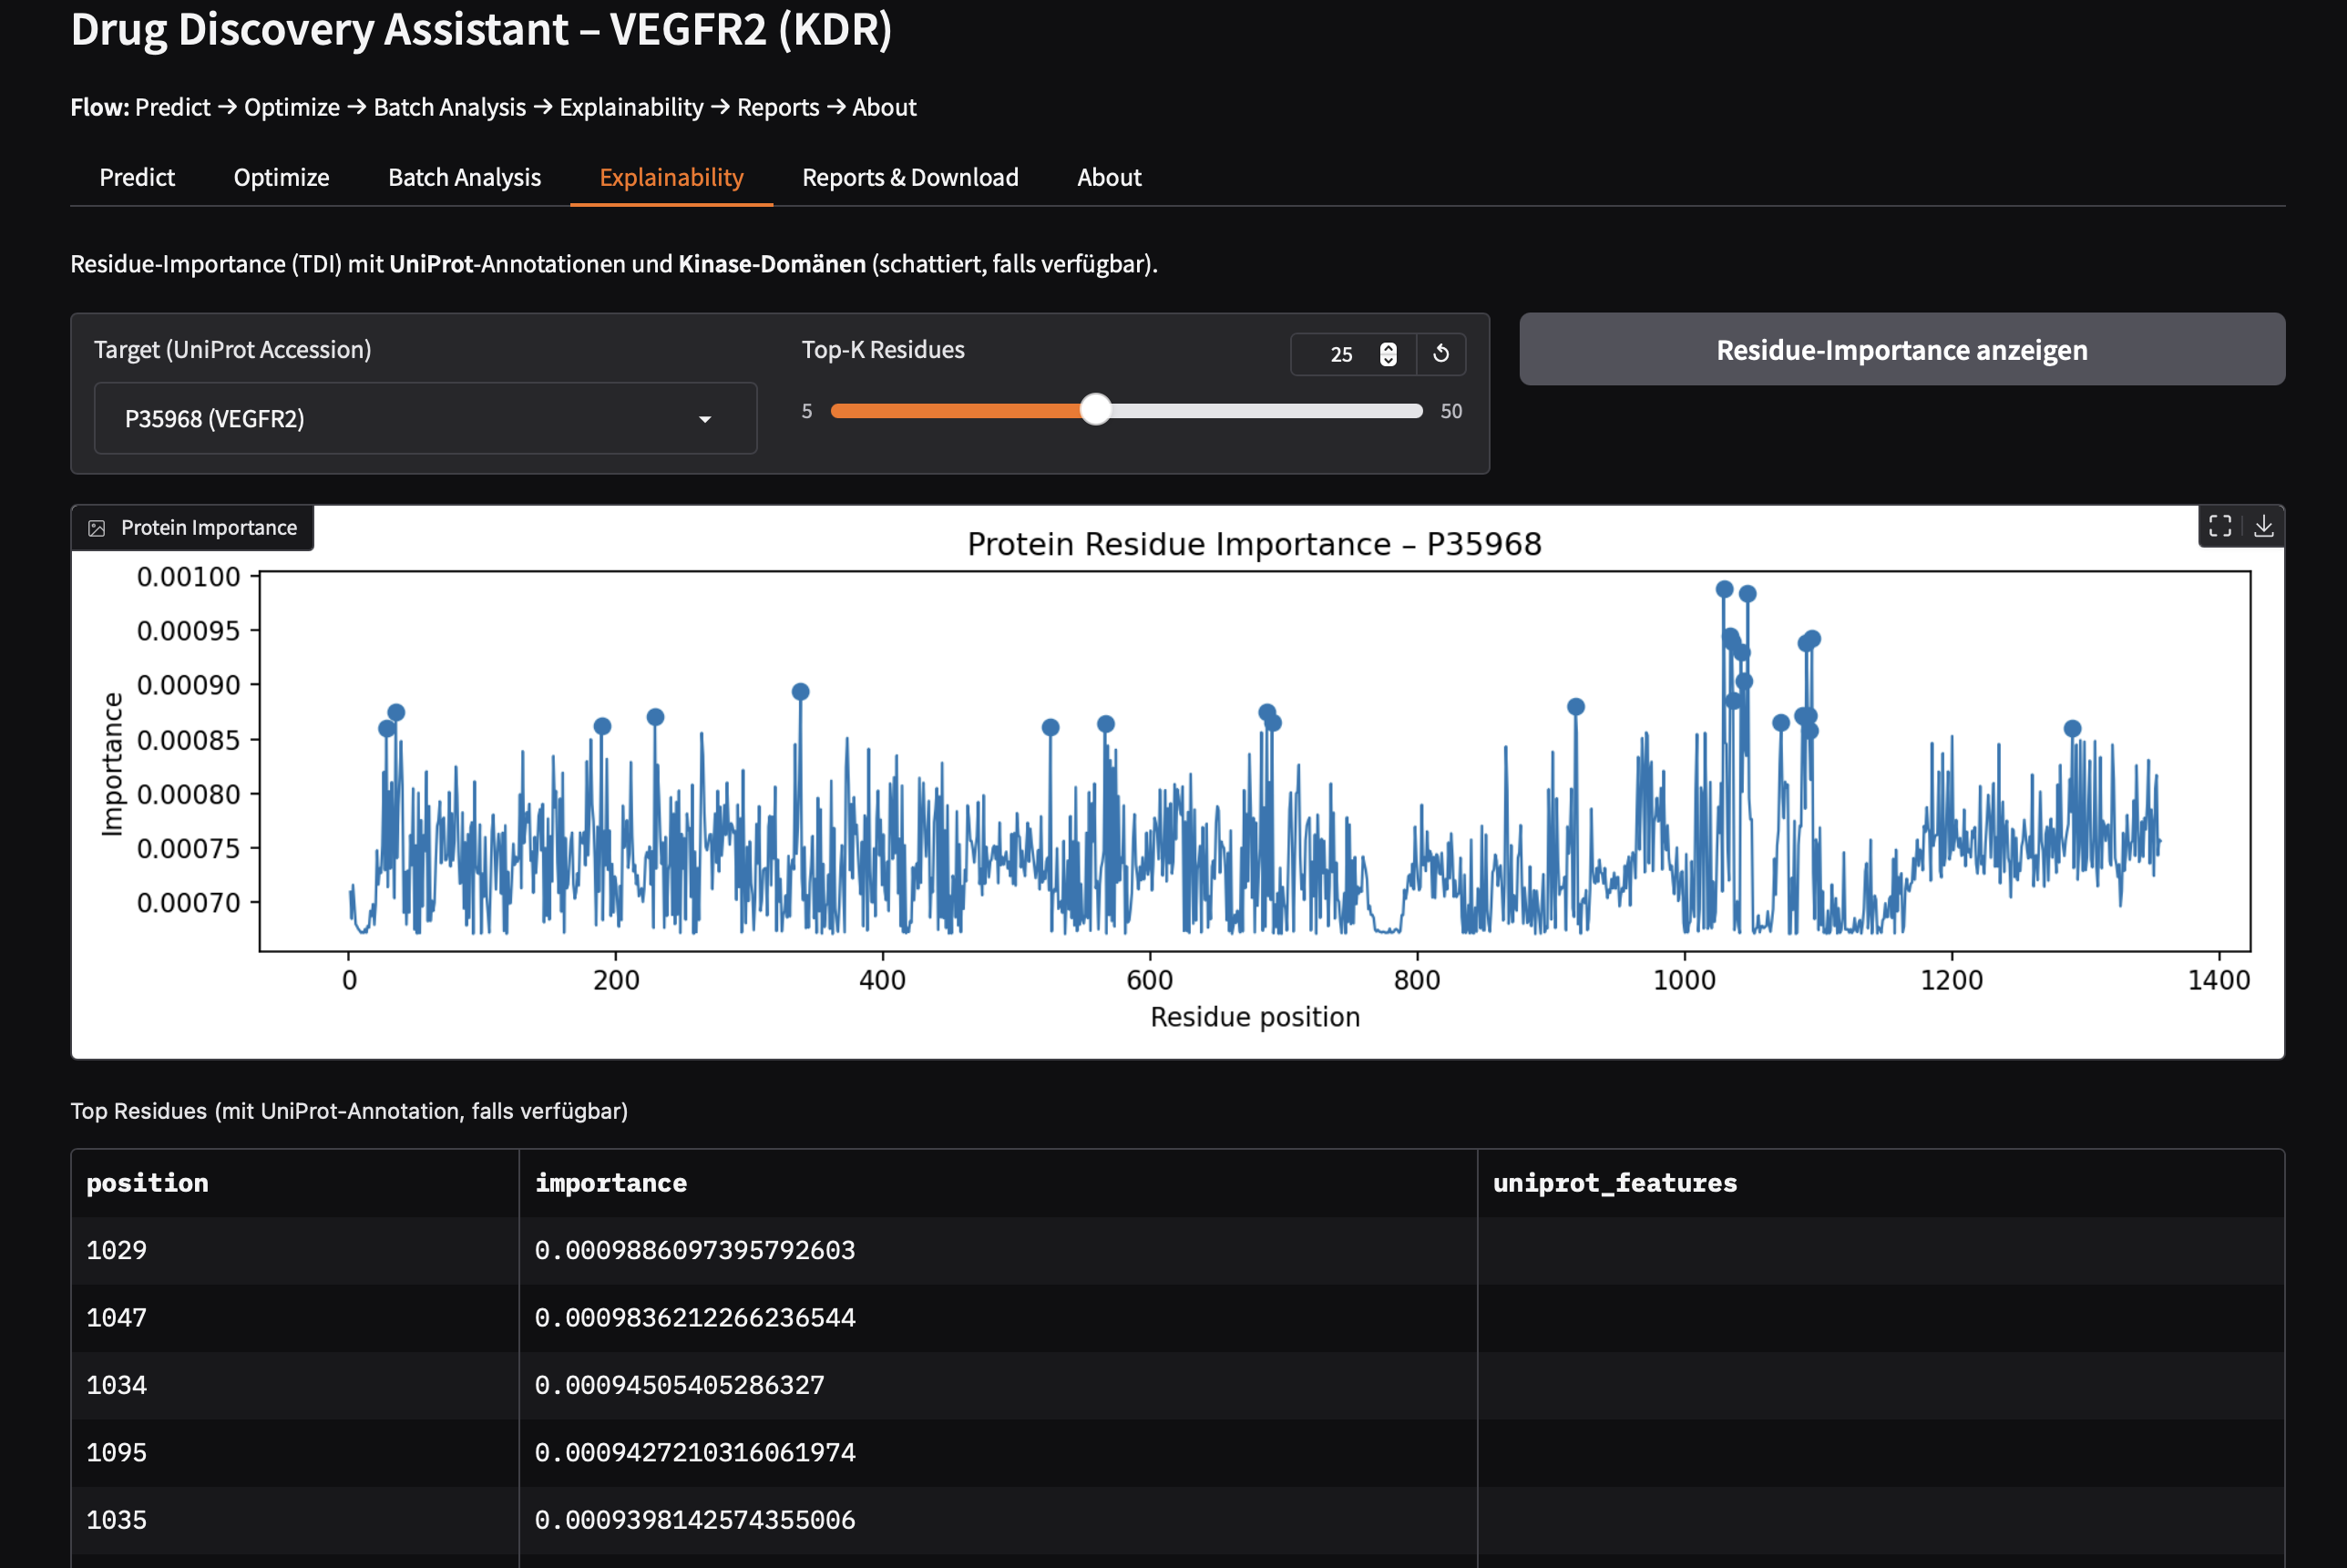 Drug Discovery Assistant – VEGFR2 (KDR)
Flow: Predict → Optimize → Batch Analysis → Explainability → Reports → About
Predict Optimize Batch Analysis Explainability Reports & Download About
Residue-Importance (TDI) mit UniProt-Annotationen und Kinase-Domänen (schattiert, falls verfügbar).
Target (UniProt Accession)
P35968 (VEGFR2)
Top-K Residues
25
5
50
Residue-Importance anzeigen
Protein Importance
Protein Residue Importance – P35968
0.00100
0.00095
0.00090
0.00085
0.00080
0.00075
0.00070
Importance
0 200 400 600 800 1000 1200 1400
Residue position
Top Residues (mit UniProt-Annotation, falls verfügbar)
position importance uniprot_features
1029 0.0009886097395792603
1047 0.0009836212266236544
1034 0.00094505405286327
1095 0.0009427210316061974
1035 0.0009398142574355006